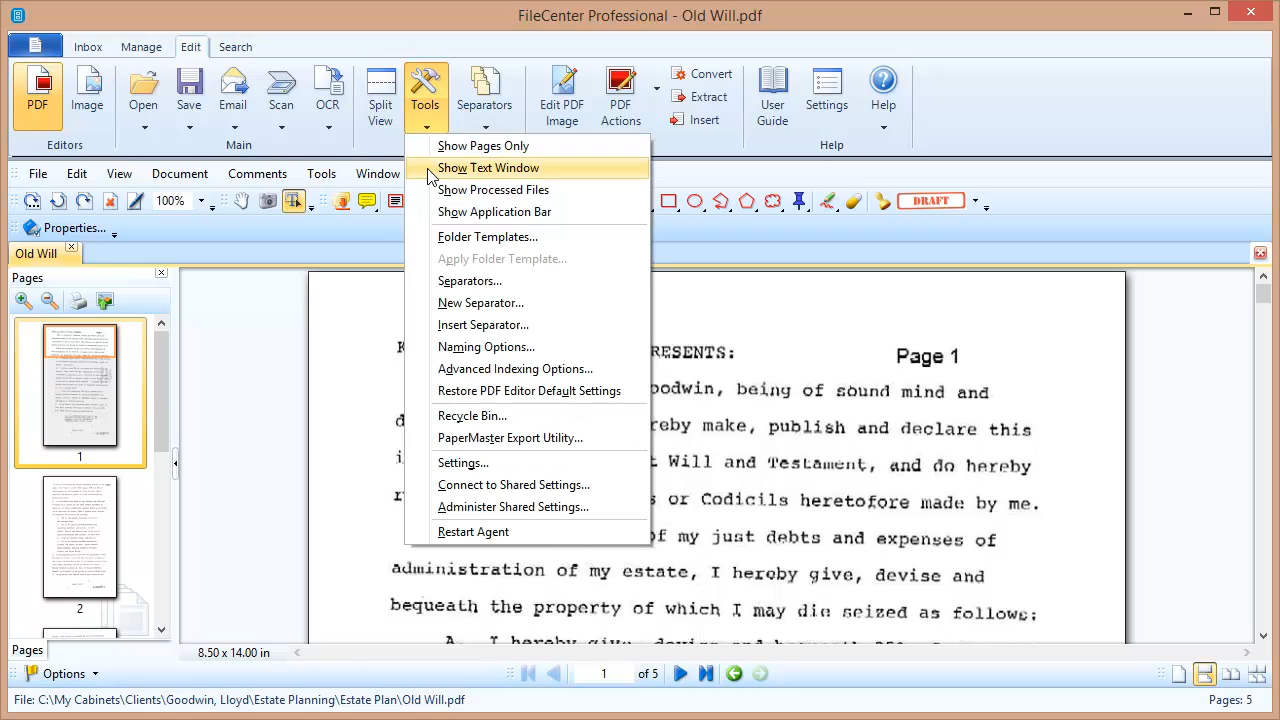 FileCenter Professional - Old Will.pdf
Inbox Manage Edit Search
PDF Image Open Save Email Scan OCR Split View Tools Separators Edit PDF Image PDF Actions Convert Extract Insert User Guide Settings Help
Editors Main Help
File Edit View Document Comments Tools Window
100% DRAFT
Properties...
Old Will
Pages
Show Pages Only
Show Text Window
Show Processed Files
Show Application Bar
Folder Templates...
Apply Folder Template...
Separators...
New Separator...
Insert Separator...
Naming Options...
Advanced Indexing Options...
Restore PDF Editor Default Settings
Recycle Bin...
PaperMaster Export Utility...
Settings...
Connect to Shared Settings...
Administer Shared Settings...
Restart Agent
1
2
K RESENTS: Page 1
oodwin, being of sound mind and
d reby make, publish and declare this
i t Will and Testament, and do hereby
r s or Codicils heretofore made by me.
of my just debts and expenses of
administration of my estate, I hereby give, devise and
bequeath the property of which I may die seized as follows:
A. I hereby give, devise and bequeath
Pages
8.50 x 14.00 in
Options 1 of 5
File: C:\My Cabinets\Clients\Goodwin, Lloyd\Estate Planning\Estate Plan\Old Will.pdf Pages: 5